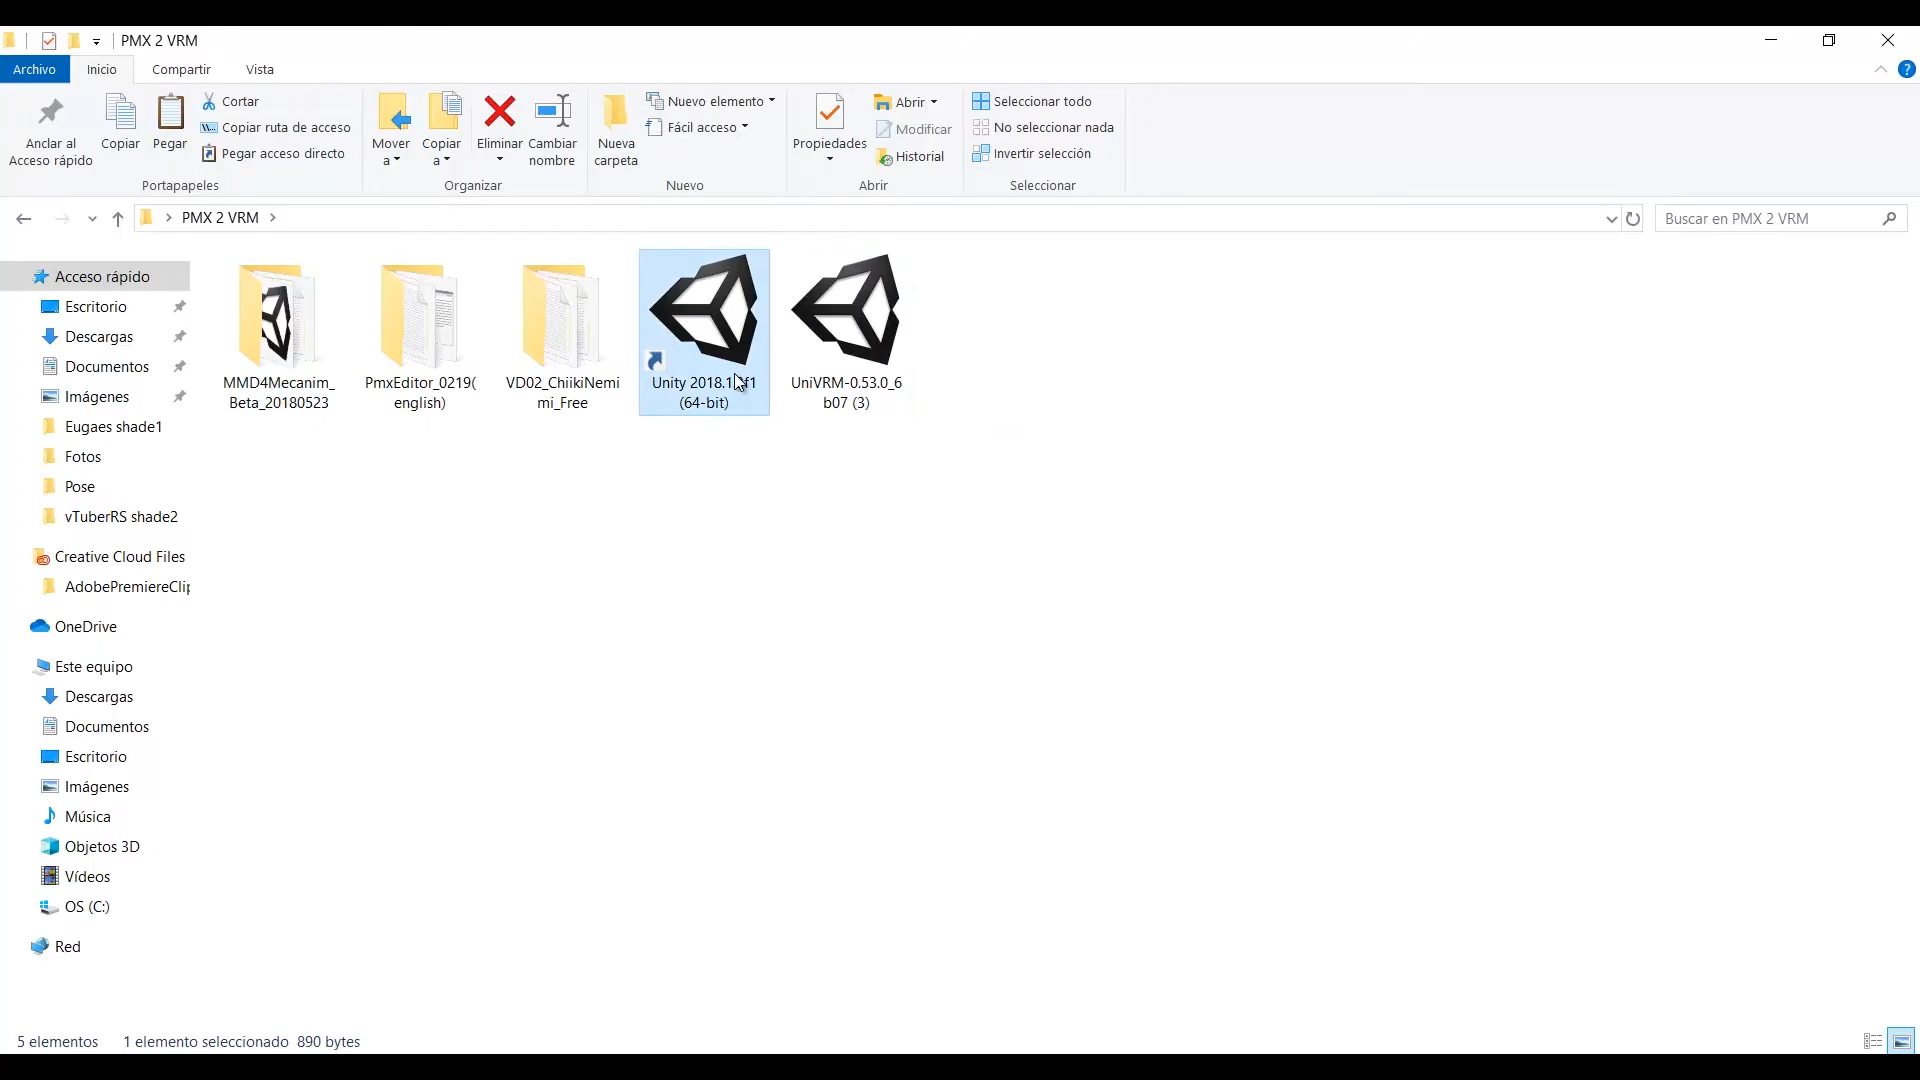 PMX 2 VRM
Archivo Inicio Compartir Vista
Anclar al
Acceso rápido
Copiar
Pegar
Cortar
Copiar ruta de acceso
Pegar acceso directo
Portapapeles
Mover
a
Copiar
a
Eliminar
Cambiar
nombre
Organizar
Nueva
carpeta
Nuevo elemento
Fácil acceso
Nuevo
Propiedades
Abrir
Modificar
Historial
Abrir
Seleccionar todo
No seleccionar nada
Invertir selección
Seleccionar
PMX 2 VRM
Buscar en PMX 2 VRM
Acceso rápido
Escritorio
Descargas
Documentos
Imágenes
Eugaes shade1
Fotos
Pose
vTuberRS shade2
Creative Cloud Files
AdobePremiereClip
OneDrive
Este equipo
Descargas
Documentos
Escritorio
Imágenes
Música
Objetos 3D
Vídeos
OS (C:)
Red
MMD4Mecanim_
Beta_20180523
PmxEditor_0219(
english)
VD02_ChiikiNemi
mi_Free
Unity
(64-bit)
UniVRM-0.53.0_6
b07 (3)
5 elementos 1 elemento seleccionado 890 bytes